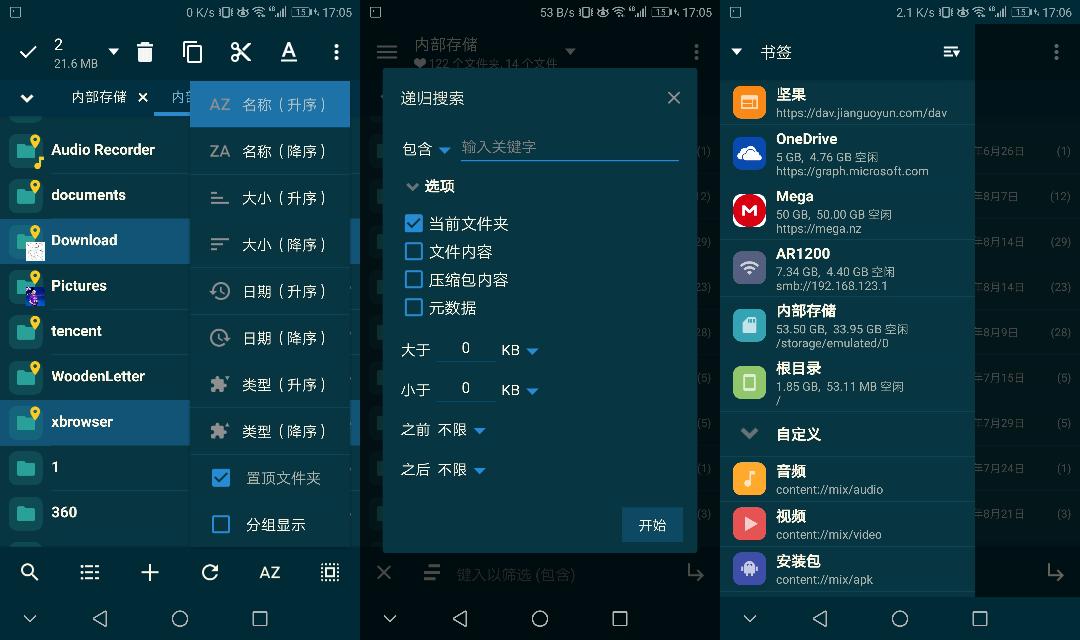 0 K/s 15 17:05
2
21.6 MB
内部存储
内
Audio Recorder
documents
Download
Pictures
tencent
WoodenLetter
xbrowser
1
360
AZ 名称（升序）
ZA 名称（降序）
大小（升序）
大小（降序）
日期（升序）
日期（降序）
类型（升序）
类型（降序）
置顶文件夹
分组显示
AZ
53 B/s 15 17:05
内部存储
122 个文件夹, 14 个文件
递归搜索
包含 输入关键字
选项
当前文件夹
文件内容
压缩包内容
元数据
大于 0 KB
小于 0 KB
之前 不限
之后 不限
开始
(1)
(12)
29)
23)
28)
(5)
(5)
(1)
(3)
键入以筛选 (包含)
2.1 K/s 15 17:06
书签
坚果
https://dav.jianguoyun.com/dav
OneDrive
5 GB, 4.76 GB 空闲
https://graph.microsoft.com
Mega
50 GB, 50.00 GB 空闲
https://mega.nz
AR1200
7.34 GB, 4.40 GB 空闲
smb://192.168.123.1
内部存储
53.50 GB, 33.95 GB 空闲
/storage/emulated/0
根目录
1.85 GB, 53.11 MB 空闲
/
自定义
音频
content://mix/audio
视频
content://mix/video
安装包
content://mix/apk
年6月26日 (1)
年8月7日 (12)
年8月14日 (29)
年8月14日 (23)
年8月9日 (28)
年7月15日 (5)
年7月29日 (5)
年7月24日 (1)
年8月21日 (3)